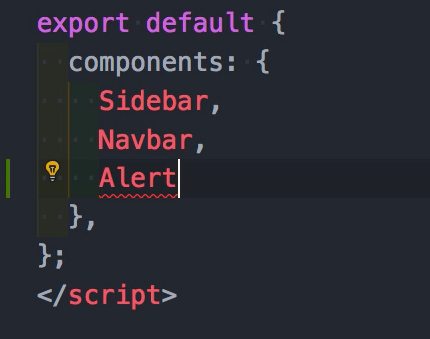 export default {
components: {
Sidebar,
Navbar,
Alert
},
};
</script>